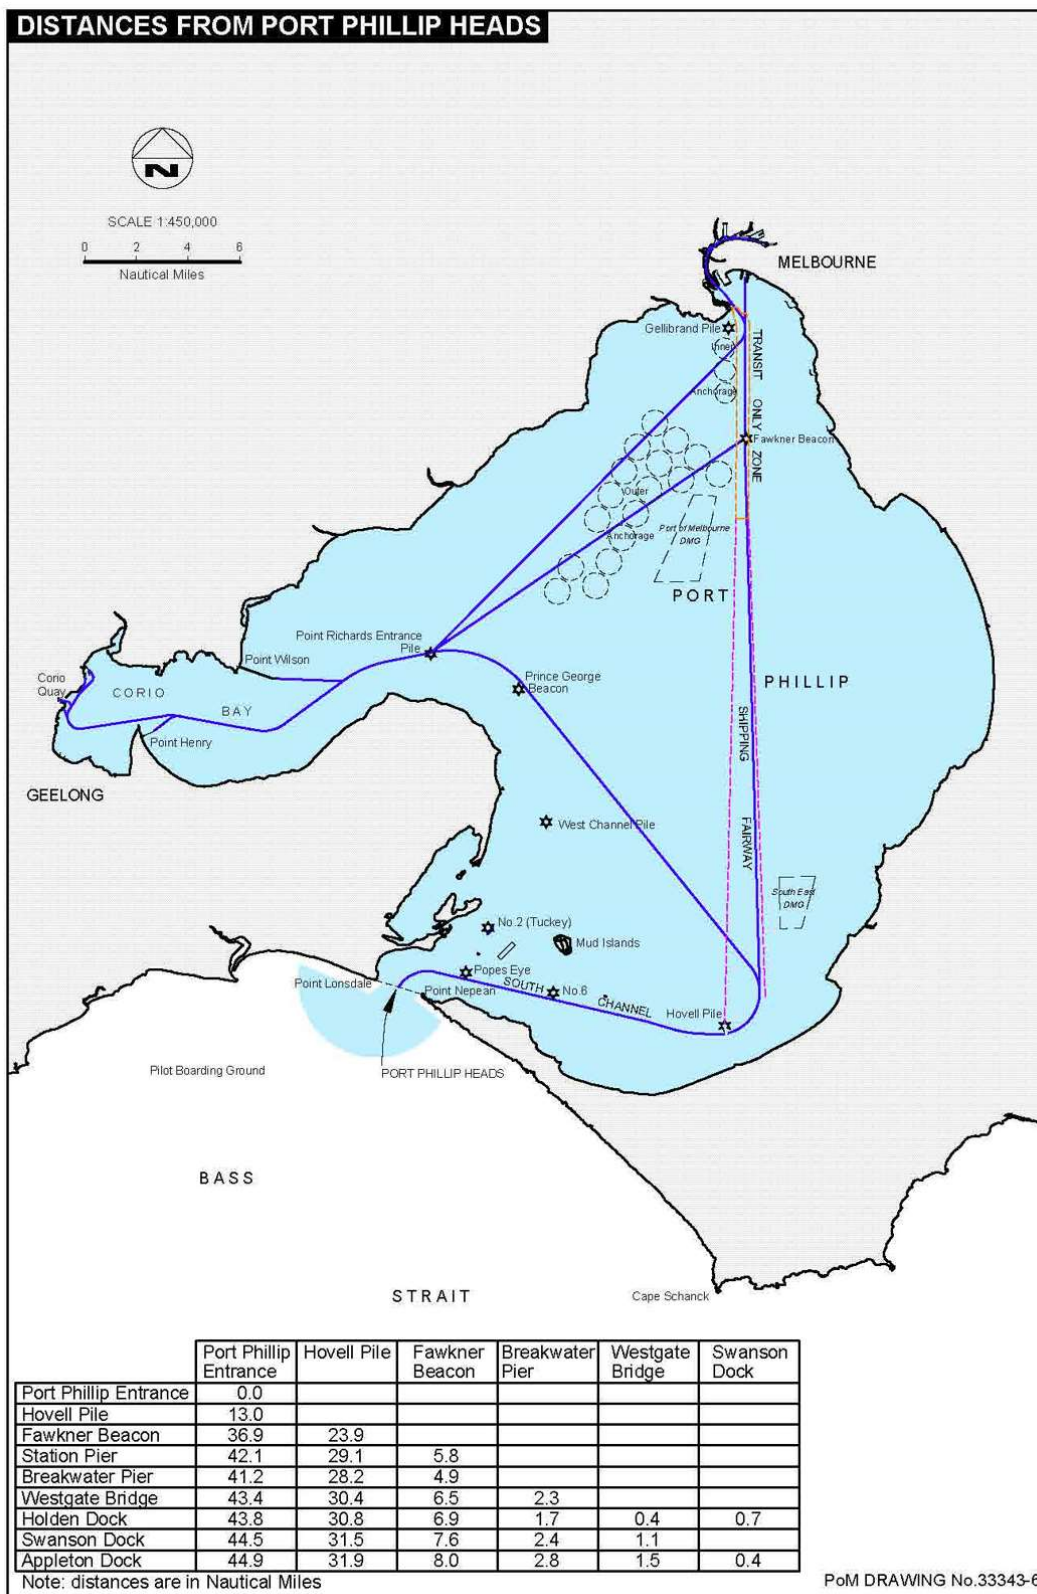 DISTANCES FROM PORT PHILLIP HEADS
N
SCALE 1:450,000
0 2 4 6
Nautical Miles
MELBOURNE
Gellibrand Pile
Inner
Anchorage
TRANSIT ONLY ZONE
Fawkner Beacon
Outer
Anchorage
Port of Melbourne
DMG
PORT
Point Richards Entrance
Pile
Point Wilson
Prince George
Beacon
PHILLIP
Corio
Quay
CORIO
BAY
Point Henry
SHIPPING
GEELONG
West Channel Pile
FAIRWAY
South East
DMG
No.2 (Tuckey)
Mud Islands
Popes Eye
Point Lonsdale
Point Nepean
SOUTH
No.6
CHANNEL
Hovell Pile
Pilot Boarding Ground
PORT PHILLIP HEADS
BASS
STRAIT
Cape Schanck
Port Phillip Entrance Hovell Pile Fawkner Beacon Breakwater Pier Westgate Bridge Swanson Dock
Port Phillip Entrance 0.0
Hovell Pile 13.0
Fawkner Beacon 36.9 23.9
Station Pier 42.1 29.1 5.8
Breakwater Pier 41.2 28.2 4.9
Westgate Bridge 43.4 30.4 6.5 2.3
Holden Dock 43.8 30.8 6.9 1.7 0.4 0.7
Swanson Dock 44.5 31.5 7.6 2.4 1.1
Appleton Dock 44.9 31.9 8.0 2.8 1.5 0.4
Note: distances are in Nautical Miles
PoM DRAWING No.33343-6